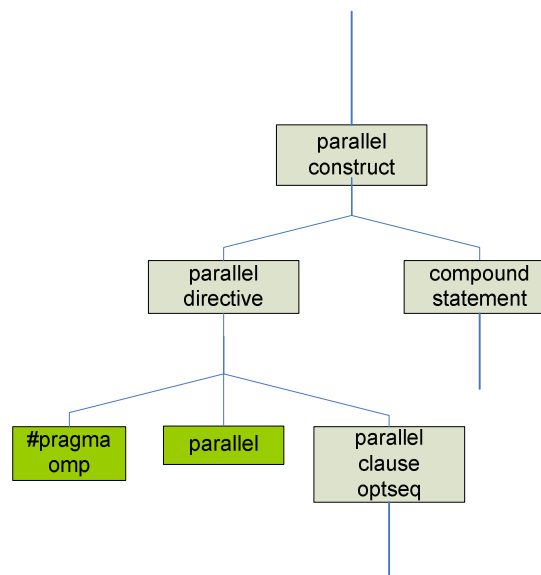 parallel
construct
parallel
directive
compound
statement
#pragma
omp
parallel
parallel
clause
optseq